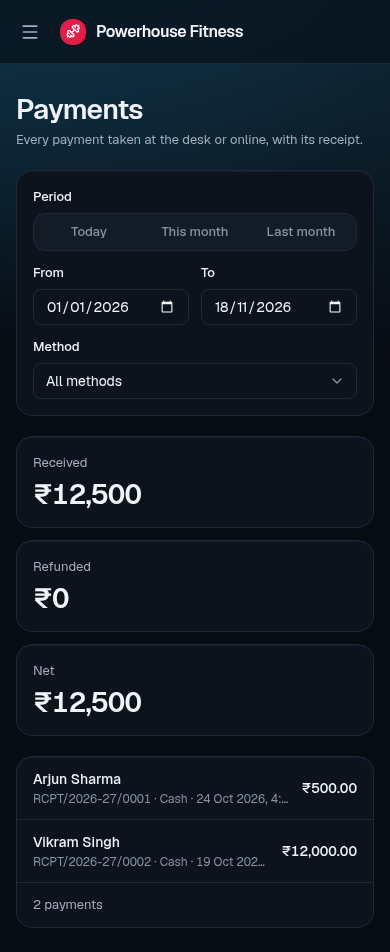 Powerhouse Fitness
Payments
Every payment taken at the desk or online, with its receipt.
Period
Today This month Last month
From To
01/01/2026 18/11/2026
Method
All methods
Received
₹12,500
Refunded
₹0
Net
₹12,500
Arjun Sharma
RCPT/2026-27/0001 · Cash · 24 Oct 2026, 4:... ₹500.00
Vikram Singh
RCPT/2026-27/0002 · Cash · 19 Oct 202... ₹12,000.00
2 payments